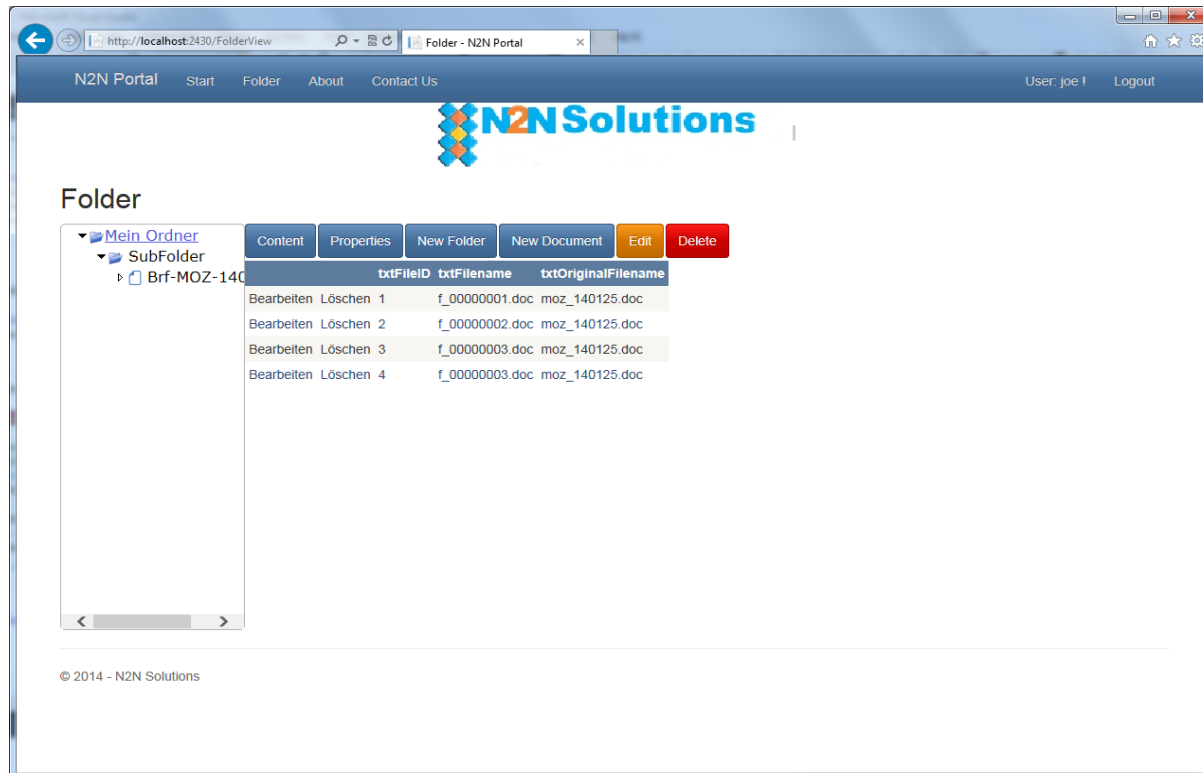 http://localhost:2430/FolderView
Folder - N2N Portal
N2N Portal Start Folder About Contact Us User: joe ! Logout
N2N Solutions
Folder
Mein Ordner
SubFolder
Brf-MOZ-140
Content Properties New Folder New Document Edit Delete
txtFileID txtFilename txtOriginalFilename
Bearbeiten Löschen 1 f_00000001.doc moz_140125.doc
Bearbeiten Löschen 2 f_00000002.doc moz_140125.doc
Bearbeiten Löschen 3 f_00000003.doc moz_140125.doc
Bearbeiten Löschen 4 f_00000003.doc moz_140125.doc
© 2014 - N2N Solutions